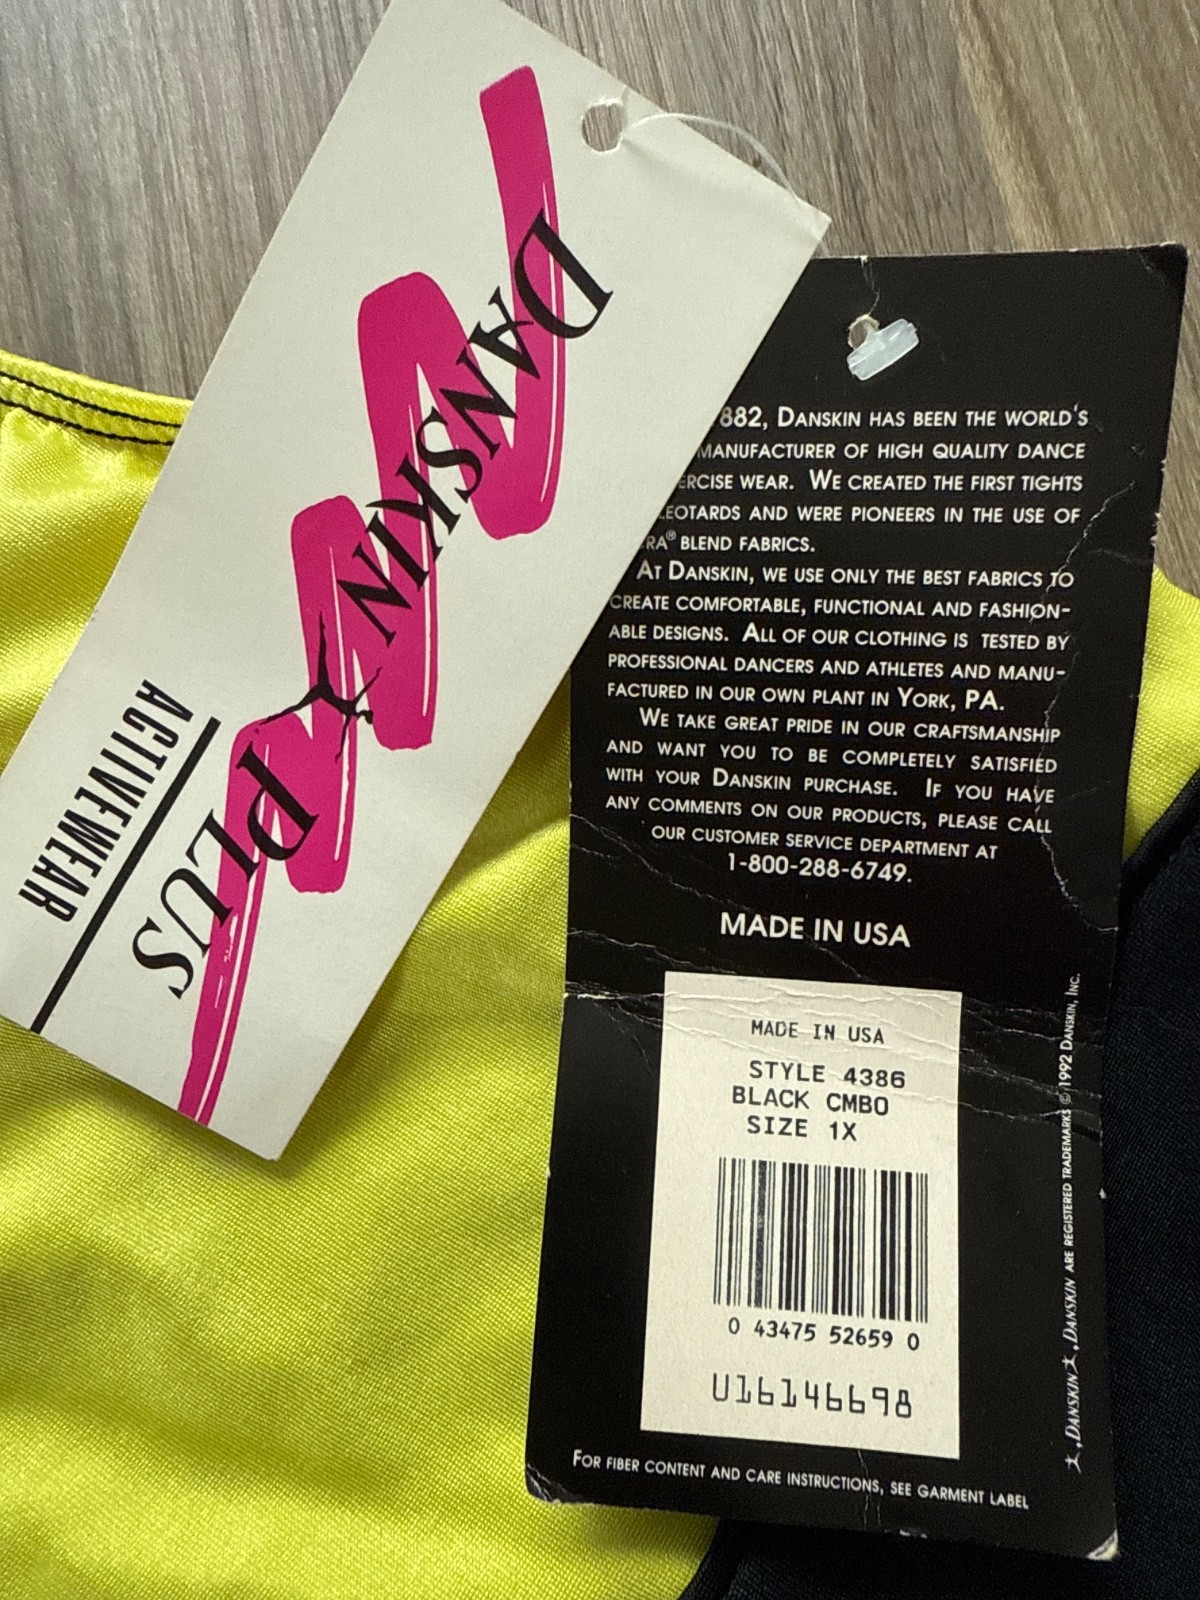 DANSKIN
PLUS
ACTIVEWEAR
882, DANSKIN HAS BEEN THE WORLD'S
MANUFACTURER OF HIGH QUALITY DANCE
ERCISE WEAR. WE CREATED THE FIRST TIGHTS
LEOTARDS AND WERE PIONEERS IN THE USE OF
RA® BLEND FABRICS.
AT DANSKIN, WE USE ONLY THE BEST FABRICS TO
CREATE COMFORTABLE, FUNCTIONAL AND FASHION-
ABLE DESIGNS. ALL OF OUR CLOTHING IS TESTED BY
PROFESSIONAL DANCERS AND ATHLETES AND MANU-
FACTURED IN OUR OWN PLANT IN YORK, PA.
WE TAKE GREAT PRIDE IN OUR CRAFTSMANSHIP
AND WANT YOU TO BE COMPLETELY SATISFIED
WITH YOUR DANSKIN PURCHASE. IF YOU HAVE
ANY COMMENTS ON OUR PRODUCTS, PLEASE CALL
OUR CUSTOMER SERVICE DEPARTMENT AT
1-800-288-6749.
MADE IN USA
MADE IN USA
STYLE 4386
BLACK CMBO
SIZE 1X
0 43475 52659 0
U16146698
FOR FIBER CONTENT AND CARE INSTRUCTIONS, SEE GARMENT LABEL
, DANSKIN , DANSKIN ARE REGISTERED TRADEMARKS © 1992 DANSKIN, INC.